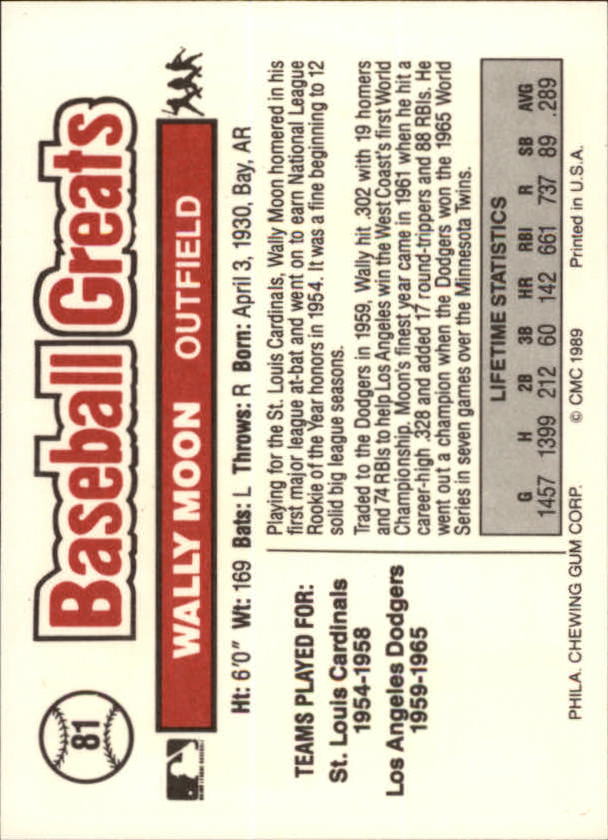 81
Baseball Greats
WALLY MOON OUTFIELD
Ht: 6'0" Wt: 169 Bats: L Throws: R Born: April 3, 1930, Bay, AR
TEAMS PLAYED FOR:
St. Louis Cardinals
1954-1958
Los Angeles Dodgers
1959-1965
Playing for the St. Louis Cardinals, Wally Moon homered in his
first major league at-bat and went on to earn National League
Rookie of the Year honors in 1954. It was a fine beginning to 12
solid big league seasons.
Traded to the Dodgers in 1959, Wally hit .302 with 19 homers
and 74 RBIs to help Los Angeles win the West Coast's first World
Championship. Moon's finest year came in 1961 when he hit a
career-high .328 and added 17 round-trippers and 88 RBIs. He
went out a champion when the Dodgers won the 1965 World
Series in seven games over the Minnesota Twins.
LIFETIME STATISTICS
G H 2B 3B HR RBI R SB AVG
1457 1399 212 60 142 661 737 89 .289
PHILA. CHEWING GUM CORP. © CMC 1989 Printed in U.S.A.